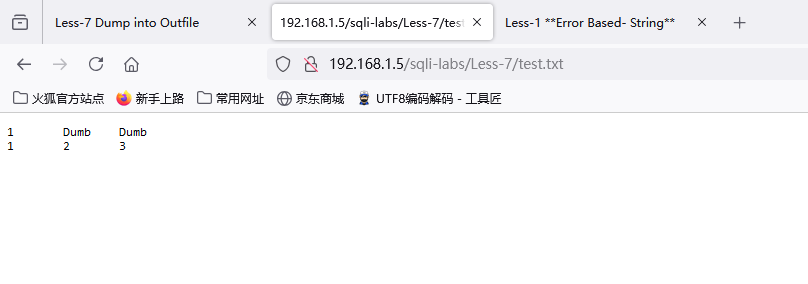 Less-7 Dump into Outfile
192.168.1.5/sqli-labs/Less-7/test
Less-1 **Error Based- String**
192.168.1.5/sqli-labs/Less-7/test.txt
火狐官方站点 新手上路 常用网址 京东商城 UTF8编码解码 - 工具匠
1 Dumb Dumb
1 2 3